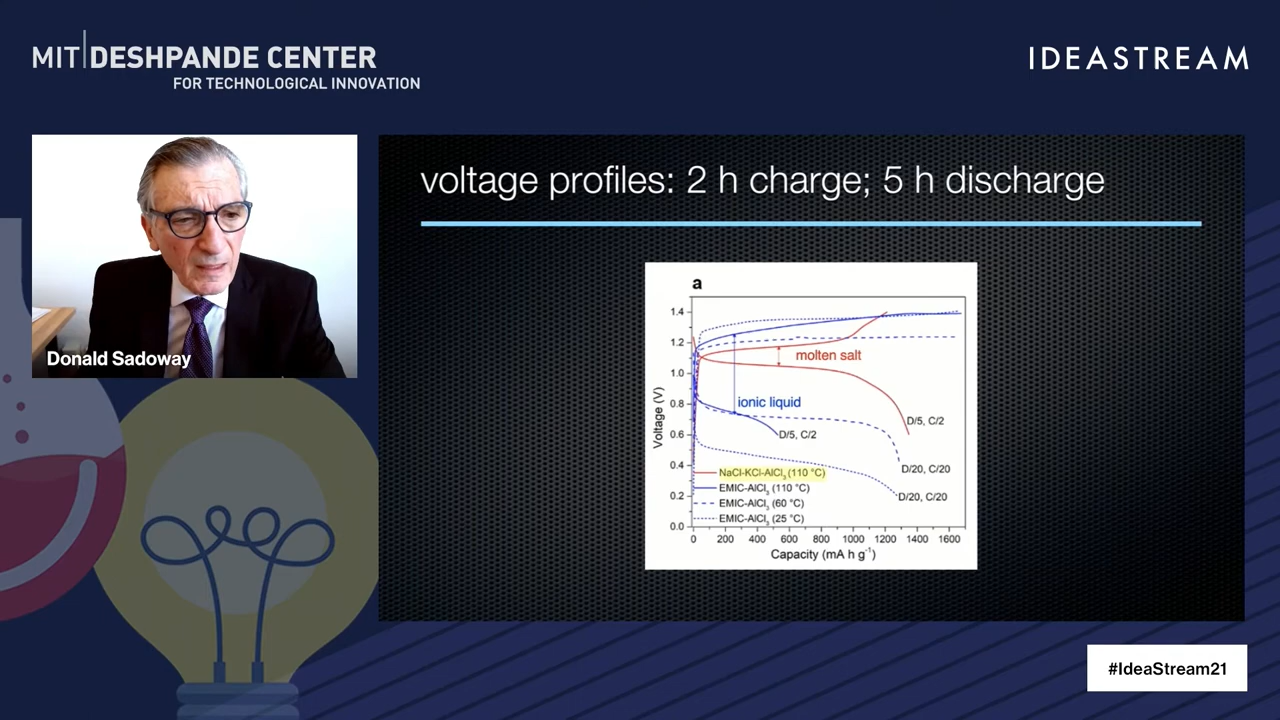 MIT DESHPANDE CENTER
FOR TECHNOLOGICAL INNOVATION
IDEASTREAM
Donald Sadoway
voltage profiles: 2 h charge; 5 h discharge
a
1.4
1.2
1.0
0.8
0.6
0.4
0.2
0.0
Voltage (V)
molten salt
ionic liquid
D/5, C/2
D/5, C/2
D/20, C/20
D/20, C/20
NaCl-KCl-AlCl₃ (110 °C)
EMIC-AlCl₃ (110 °C)
EMIC-AlCl₃ (60 °C)
EMIC-AlCl₃ (25 °C)
0 200 400 600 800 1000 1200 1400 1600
Capacity (mA h g⁻¹)
#IdeaStream21